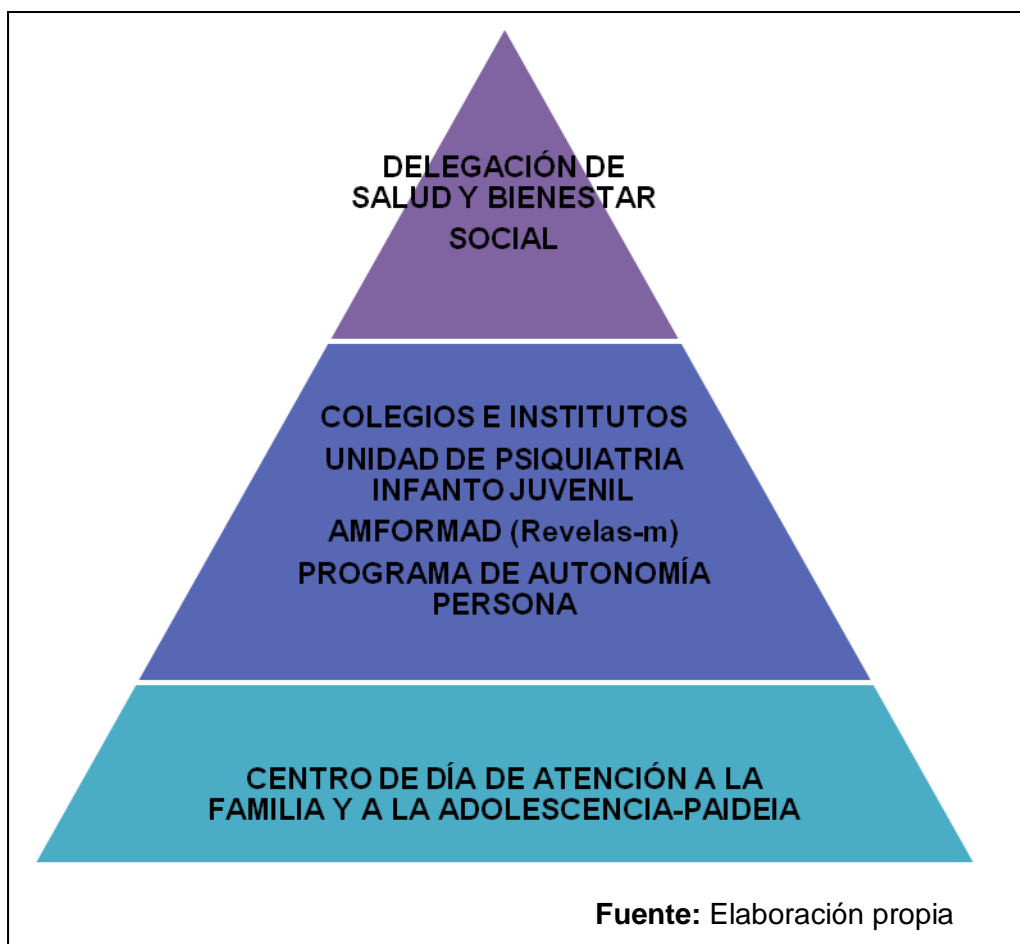 DELEGACIÓN DE
SALUD Y BIENESTAR
SOCIAL
COLEGIOS E INSTITUTOS
UNIDAD DE PSIQUIATRIA
INFANTO JUVENIL
AMFORMAD (Revelas-m)
PROGRAMA DE AUTONOMÍA
PERSONA
CENTRO DE DÍA DE ATENCIÓN A LA
FAMILIA Y A LA ADOLESCENCIA-PAIDEIA
Fuente: Elaboración propia